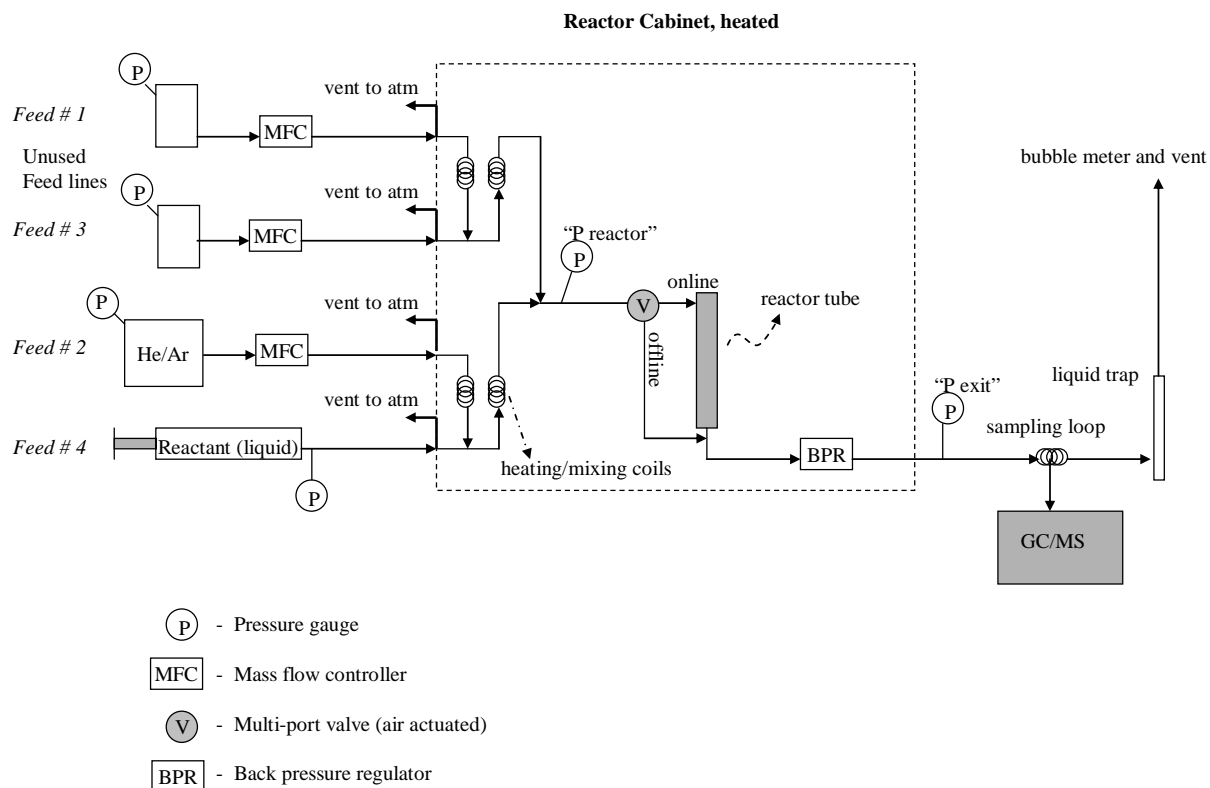 Reactor Cabinet, heated
P
vent to atm
Feed # 1
MFC
Unused
Feed lines
bubble meter and vent
P
vent to atm
Feed # 3
MFC
“P reactor”
P
online
P
vent to atm
V
reactor tube
offline
Feed # 2
He/Ar
MFC
“P exit”
liquid trap
vent to atm
P
sampling loop
Feed # 4
Reactant (liquid)
heating/mixing coils
BPR
P
GC/MS
P - Pressure gauge
MFC - Mass flow controller
V - Multi-port valve (air actuated)
BPR - Back pressure regulator